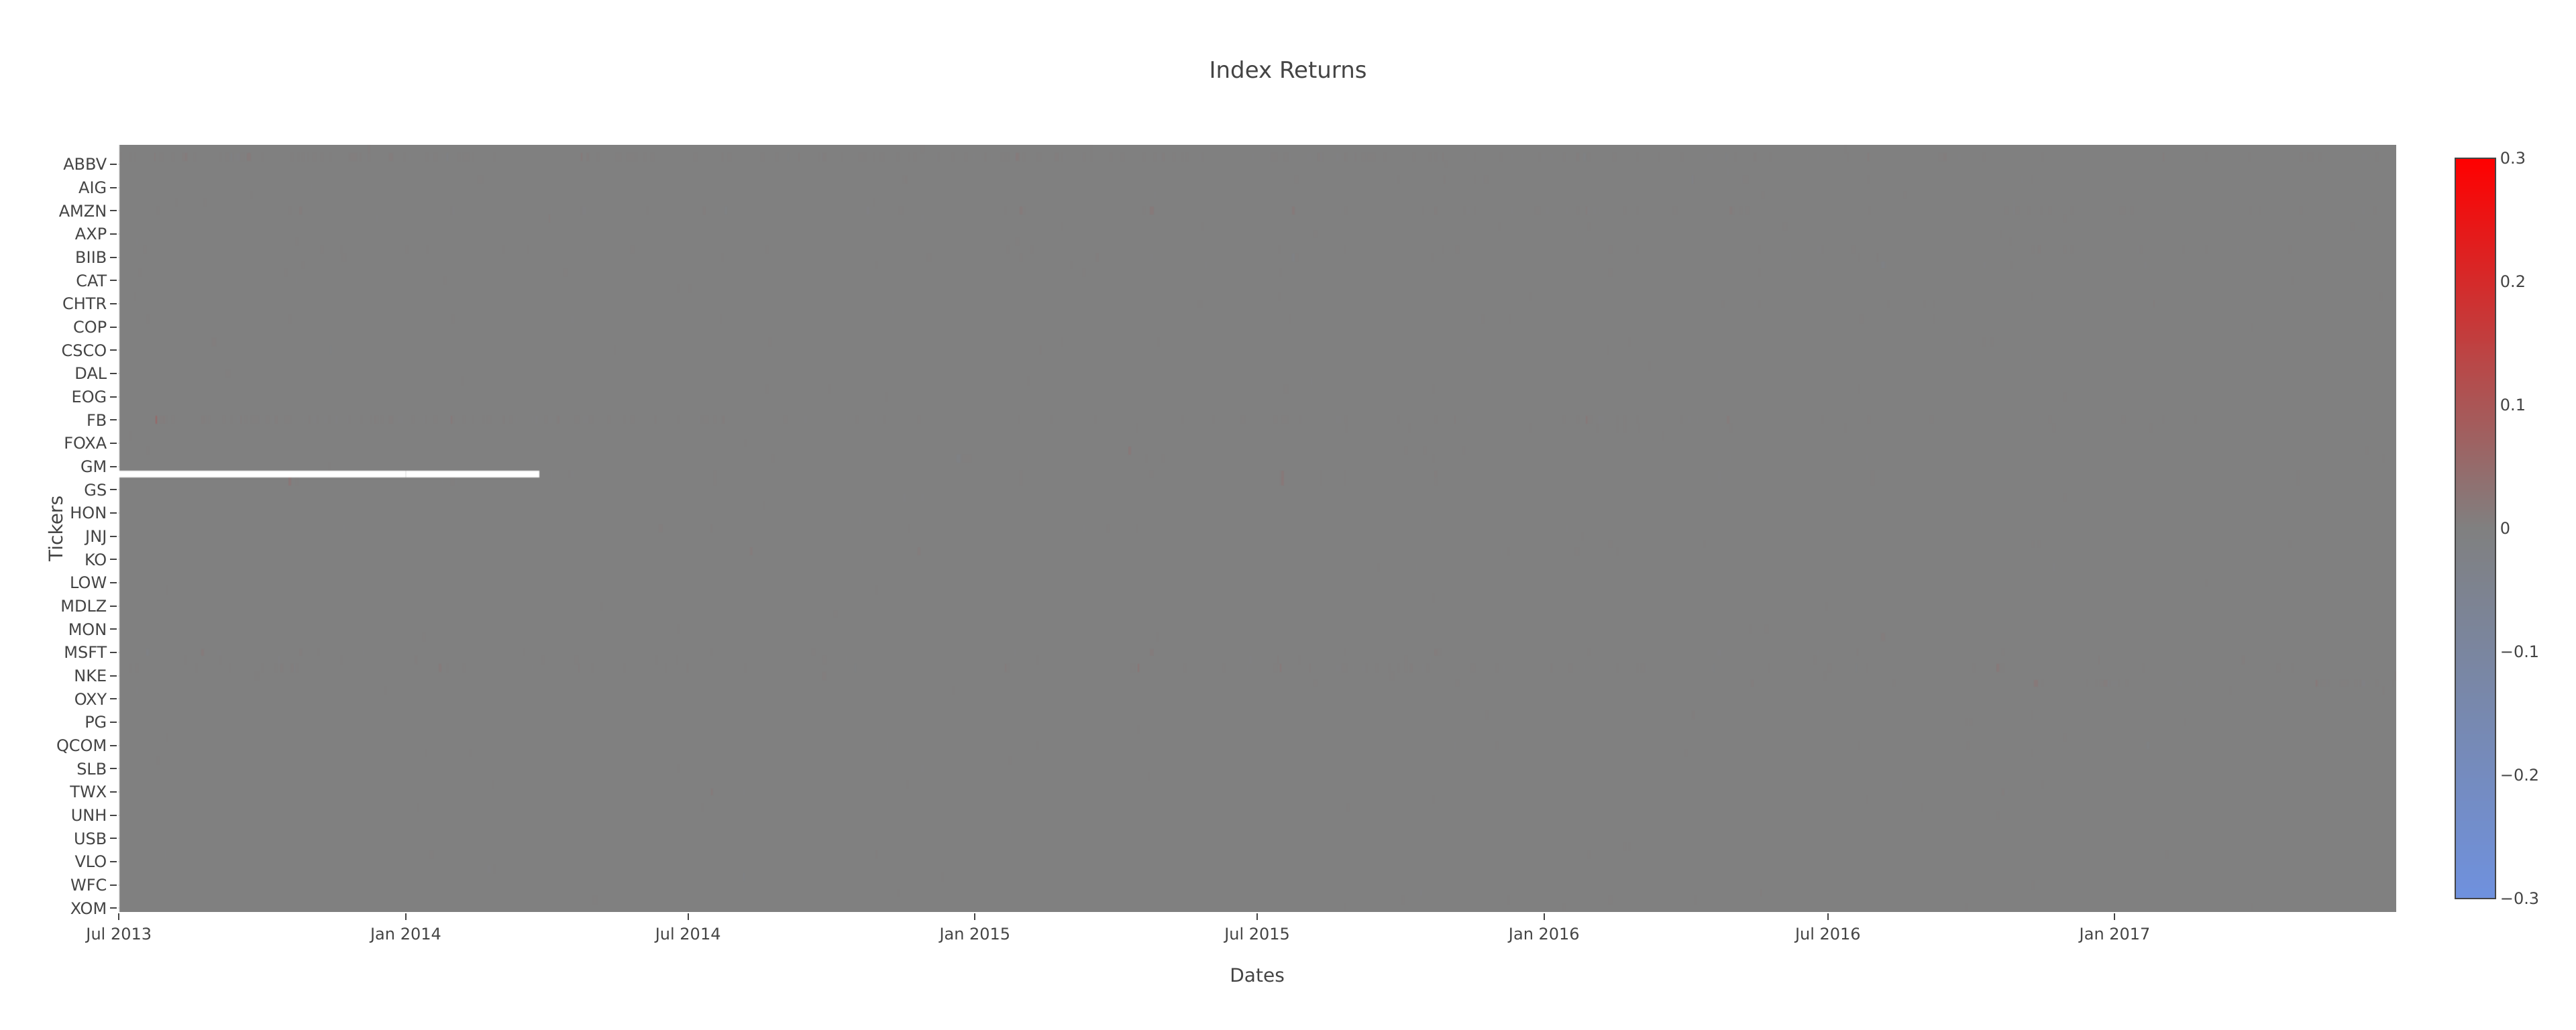 Index Returns
ABBV
AIG
AMZN
AXP
BIIB
CAT
CHTR
COP
CSCO
DAL
EOG
FB
FOXA
GM
GS
HON
JNJ
KO
LOW
MDLZ
MON
MSFT
NKE
OXY
PG
QCOM
SLB
TWX
UNH
USB
VLO
WFC
XOM
Tickers
Jul 2013
Jan 2014
Jul 2014
Jan 2015
Jul 2015
Jan 2016
Jul 2016
Jan 2017
Dates
0.3
0.2
0.1
0
−0.1
−0.2
−0.3